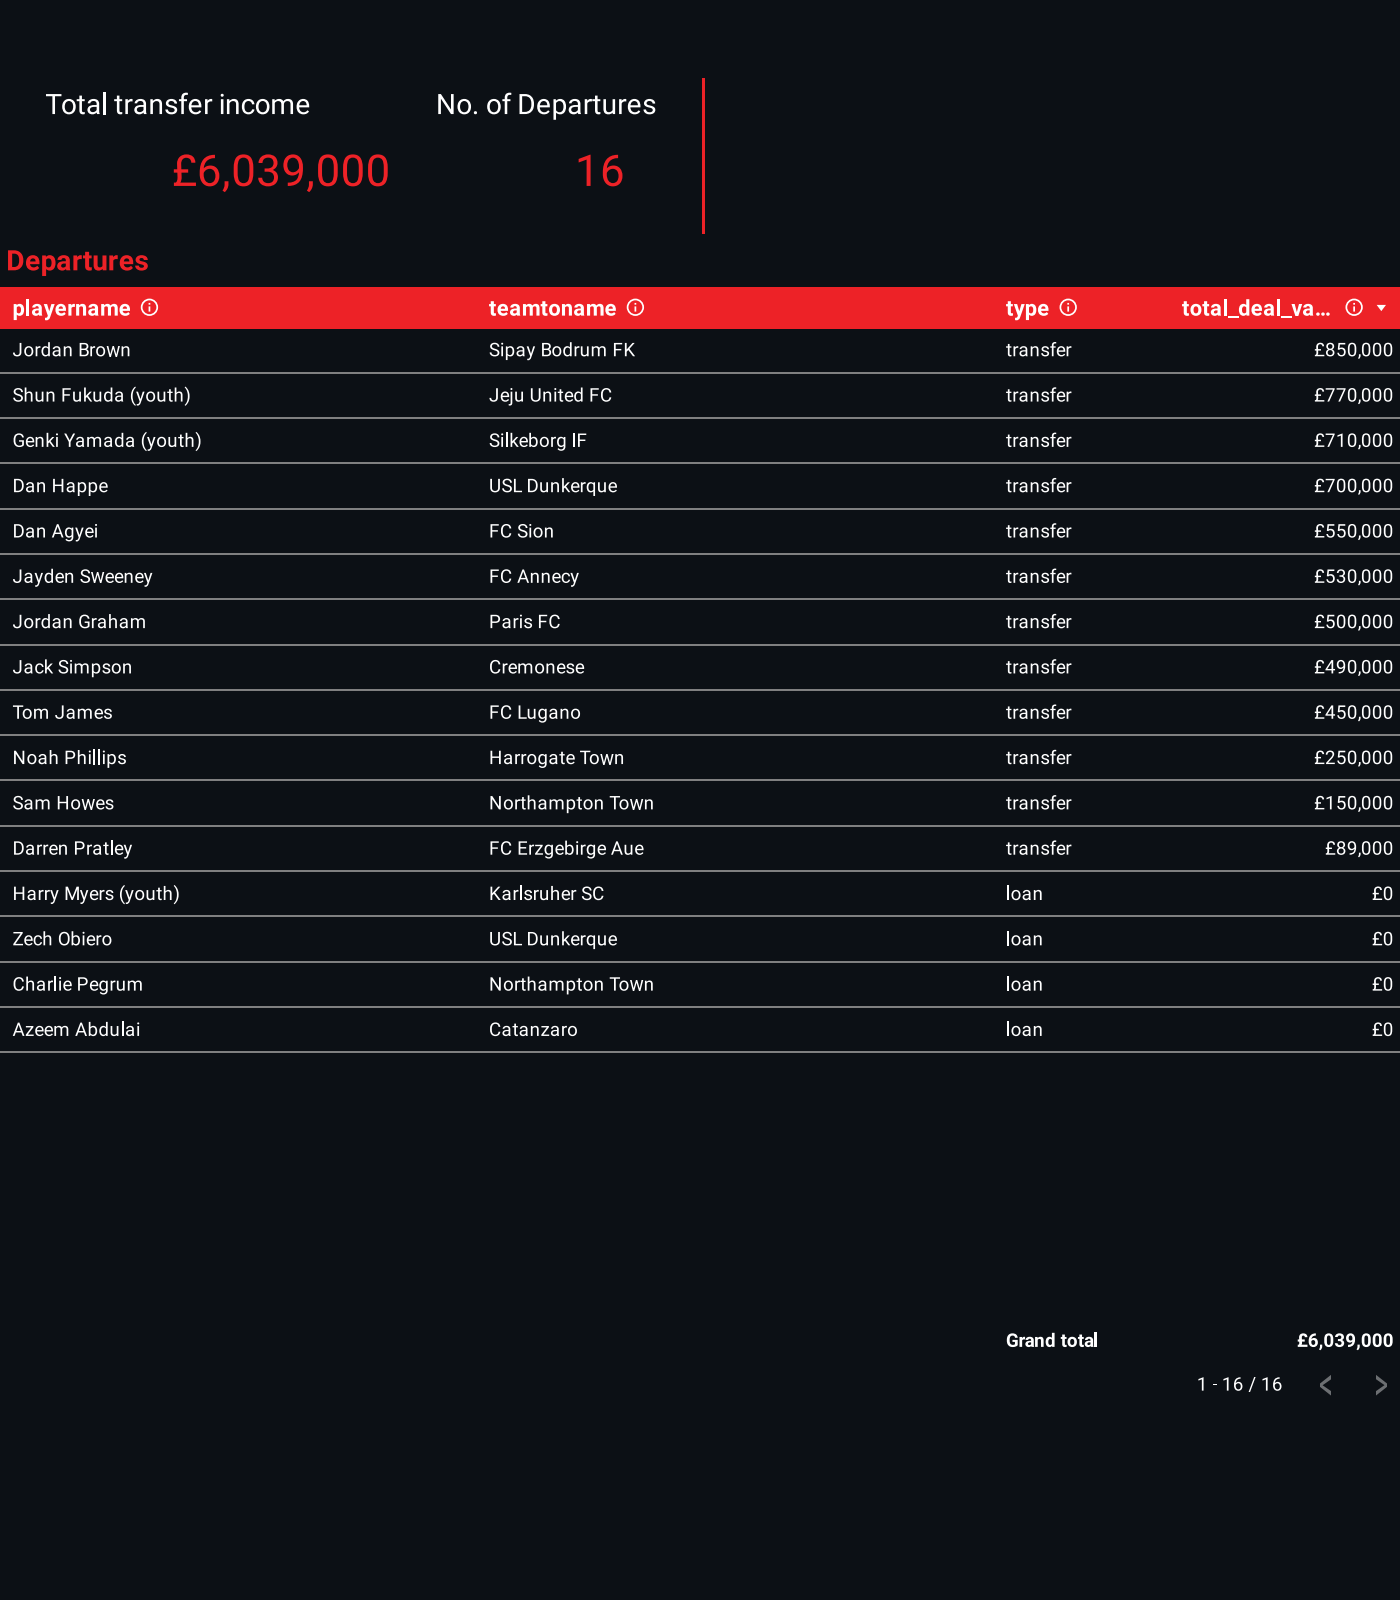 Total transfer income No. of Departures
£6,039,000 16
Departures
playername teamtoname type total_deal_va...
Jordan Brown Sipay Bodrum FK transfer £850,000
Shun Fukuda (youth) Jeju United FC transfer £770,000
Genki Yamada (youth) Silkeborg IF transfer £710,000
Dan Happe USL Dunkerque transfer £700,000
Dan Agyei FC Sion transfer £550,000
Jayden Sweeney FC Annecy transfer £530,000
Jordan Graham Paris FC transfer £500,000
Jack Simpson Cremonese transfer £490,000
Tom James FC Lugano transfer £450,000
Noah Phillips Harrogate Town transfer £250,000
Sam Howes Northampton Town transfer £150,000
Darren Pratley FC Erzgebirge Aue transfer £89,000
Harry Myers (youth) Karlsruher SC loan £0
Zech Obiero USL Dunkerque loan £0
Charlie Pegrum Northampton Town loan £0
Azeem Abdulai Catanzaro loan £0
Grand total £6,039,000
1 - 16 / 16 < >